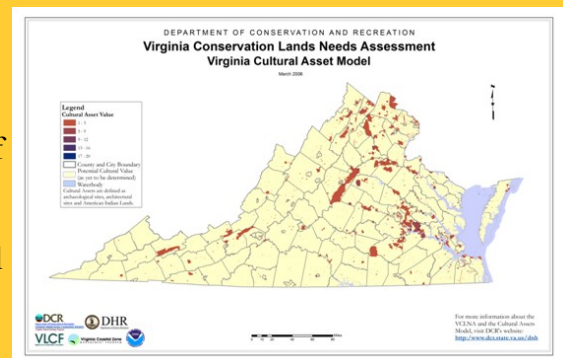 DEPARTMENT OF CONSERVATION AND RECREATION
Virginia Conservation Lands Needs Assessment
Virginia Cultural Asset Model
March 2008
f
Legend
Cultural Asset Value
County and City Boundary
Potential Cultural Value
(as yet to be determined)
Waterbody
Cultural Assets are defined as
archaeological sites, architectural
sites and American Indian Lands.
DCR
DHR
VLCF
Virginia Coastal Zone
For more information about the
VCLNA and the Cultural Assets
Model, visit DCR's website:
http://www.dcr.state.va.us/dnh